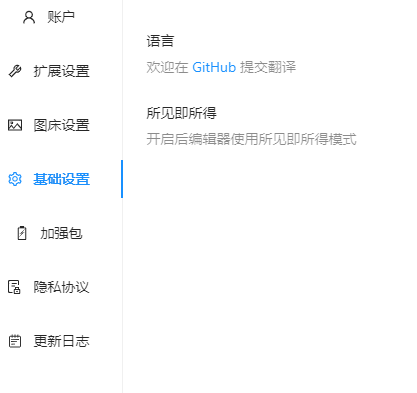 账户
扩展设置
图床设置
基础设置
加强包
隐私协议
更新日志
语言
欢迎在 GitHub 提交翻译
所见即所得
开启后编辑器使用所见即所得模式